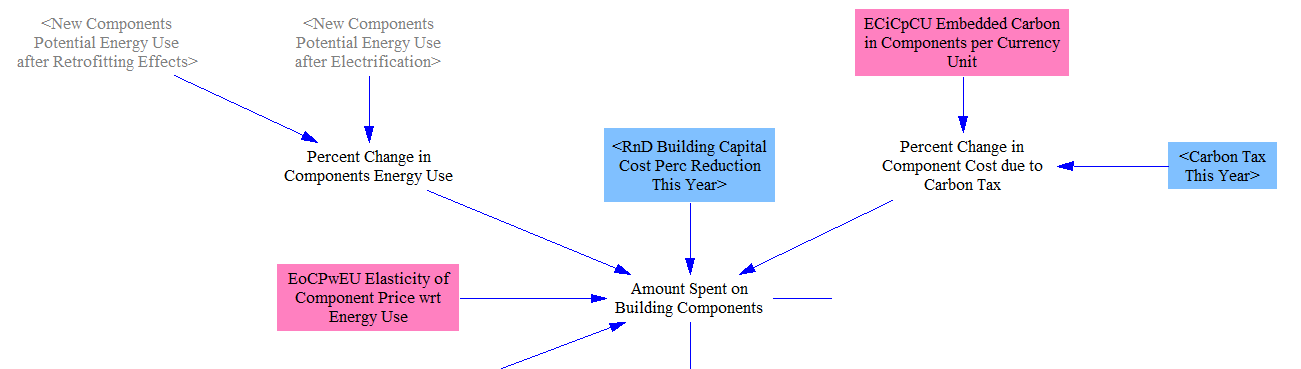 <New Components
Potential Energy Use
after Retrofitting Effects>
<New Components
Potential Energy Use
after Electrification>
ECiCpCU Embedded Carbon
in Components per Currency
Unit
Percent Change in
Components Energy Use
<RnD Building Capital
Cost Perc Reduction
This Year>
Percent Change in
Component Cost due to
Carbon Tax
<Carbon Tax
This Year>
EoCPwEU Elasticity of
Component Price wrt
Energy Use
Amount Spent on
Building Components